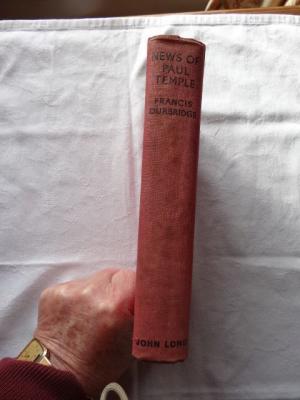 NEWS OF
PAUL
TEMPLE
FRANCIS
DURBRIDGE
JOHN LONG